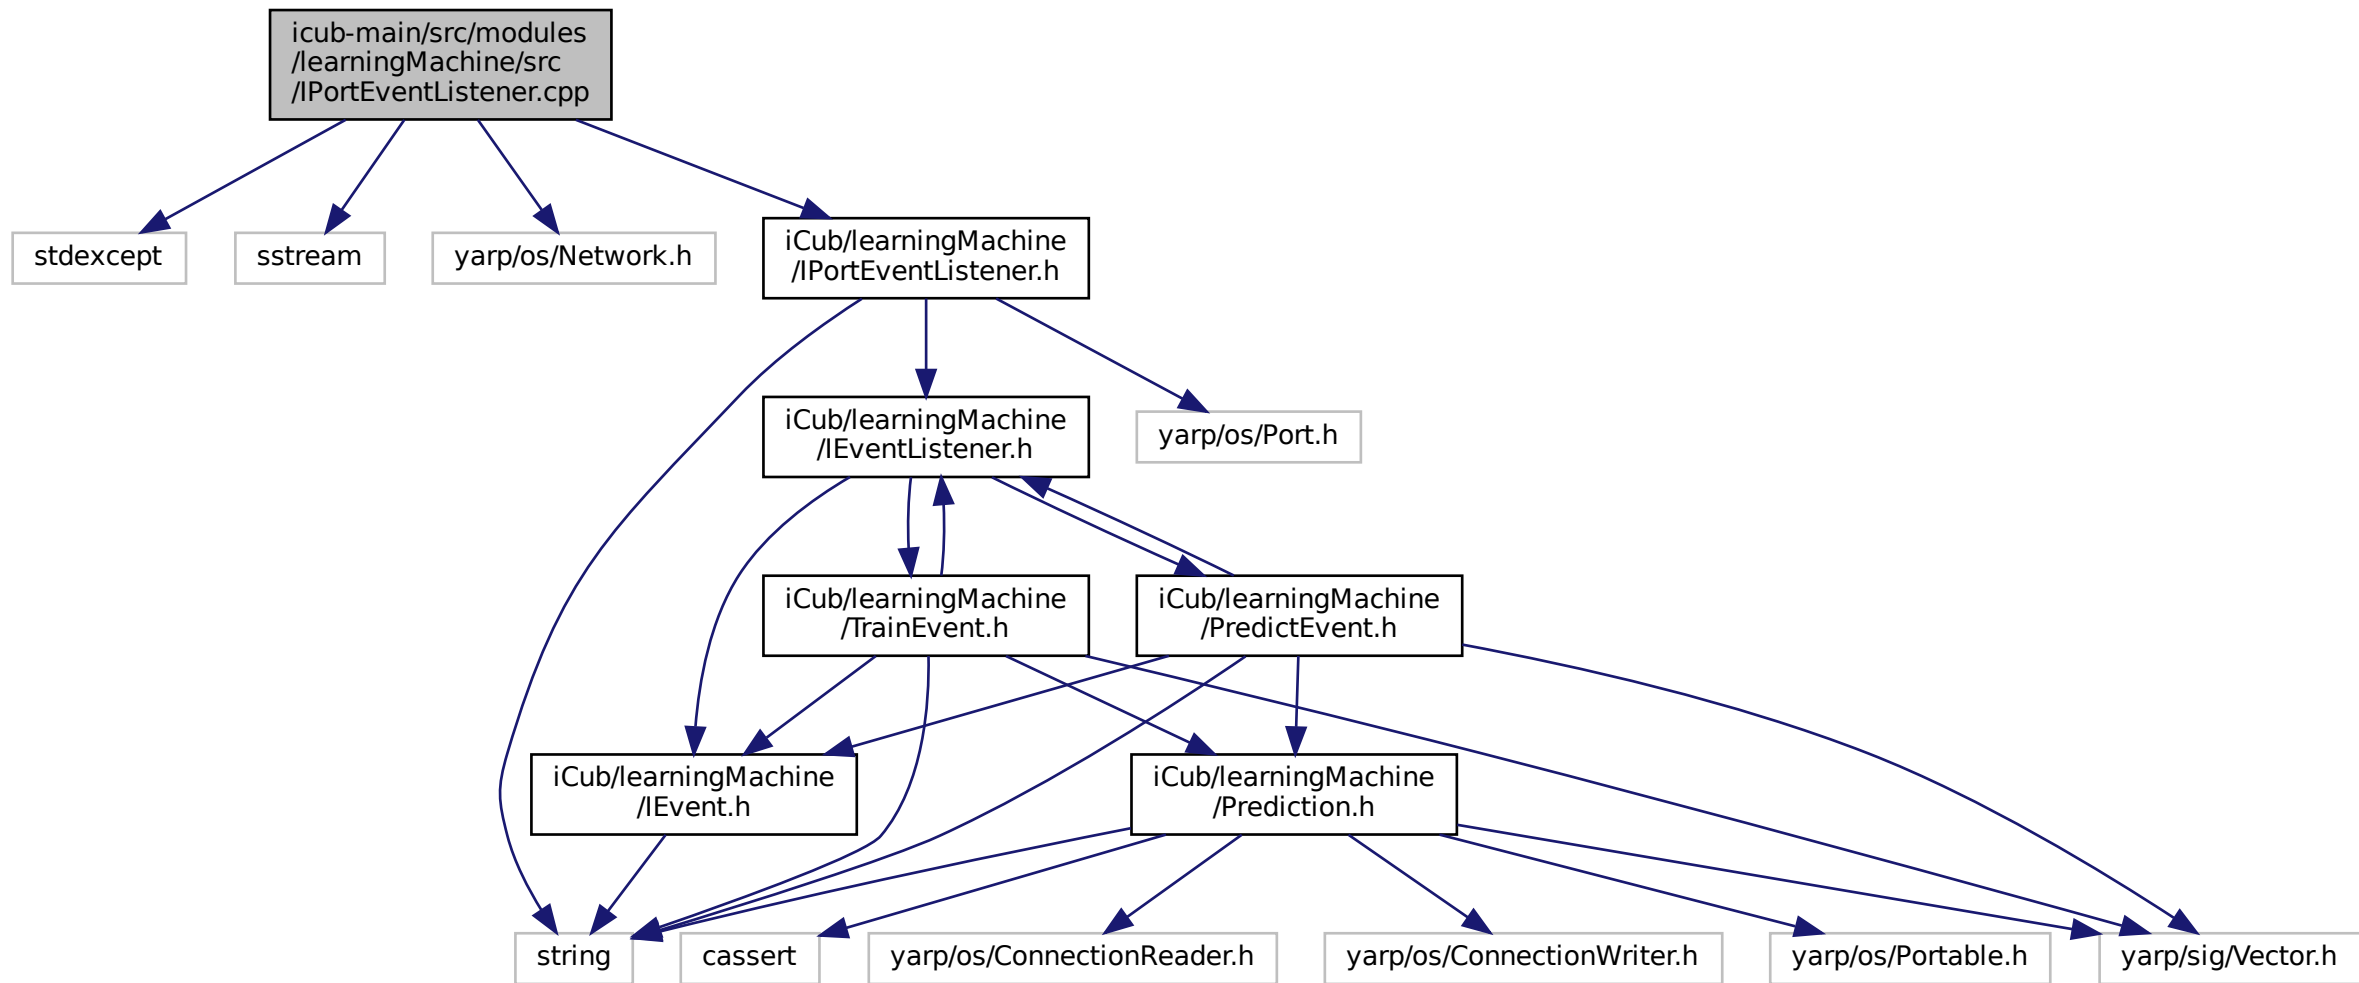 icub-main/src/modules
/learningMachine/src
/IPortEventListener.cpp
stdexcept
sstream
yarp/os/Network.h
iCub/learningMachine
/IPortEventListener.h
iCub/learningMachine
/IEventListener.h
yarp/os/Port.h
iCub/learningMachine
/TrainEvent.h
iCub/learningMachine
/PredictEvent.h
iCub/learningMachine
/IEvent.h
iCub/learningMachine
/Prediction.h
string
cassert
yarp/os/ConnectionReader.h
yarp/os/ConnectionWriter.h
yarp/os/Portable.h
yarp/sig/Vector.h